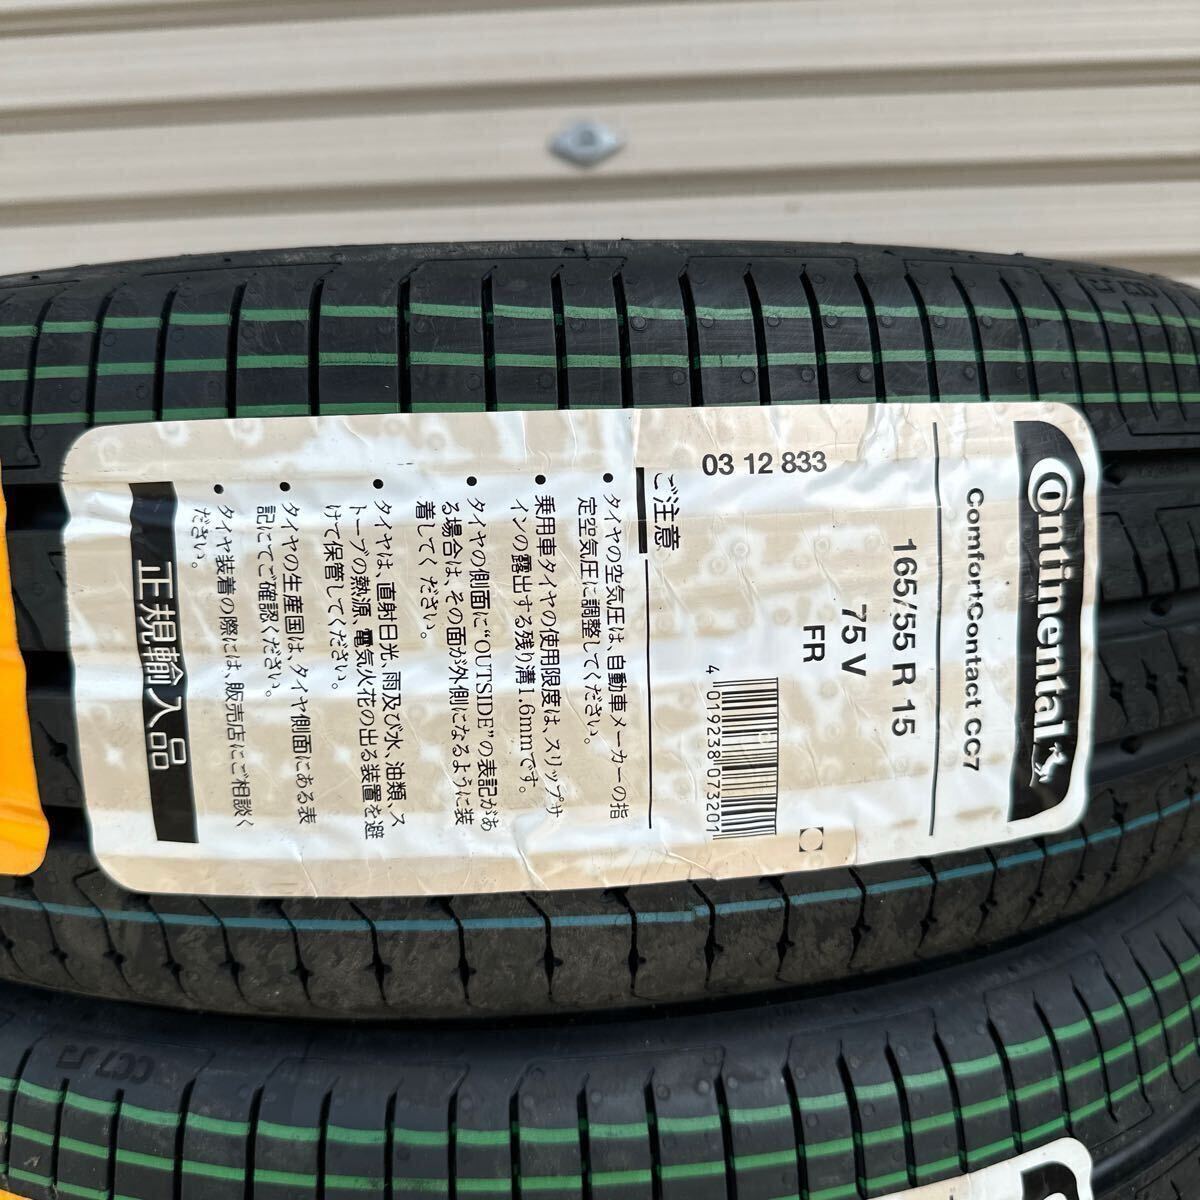 Continental
ComfortContact CC7
165/55 R 15
75 V
FR
03 12 833
4 019238 073201
ご注意
• タイヤの空気圧は、自動車メーカーの指
定空気圧に調整してください。
• 乗用車タイヤの使用限度は、スリップサ
インの露出する残り溝1.6mmです。
• タイヤの側面に“OUTSIDE”の表記があ
る場合は、その面が外側になるように装
着してください。
• タイヤは、直射日光、雨及び水、油類、ス
トーブの熱源、電気火花の出る装置を避
けて保管してください。
• タイヤの生産国は、タイヤ側面にある表
記にてご確認ください。
• タイヤ装着の際には、販売店にご相談く
ださい。
正規輸入品
CC7